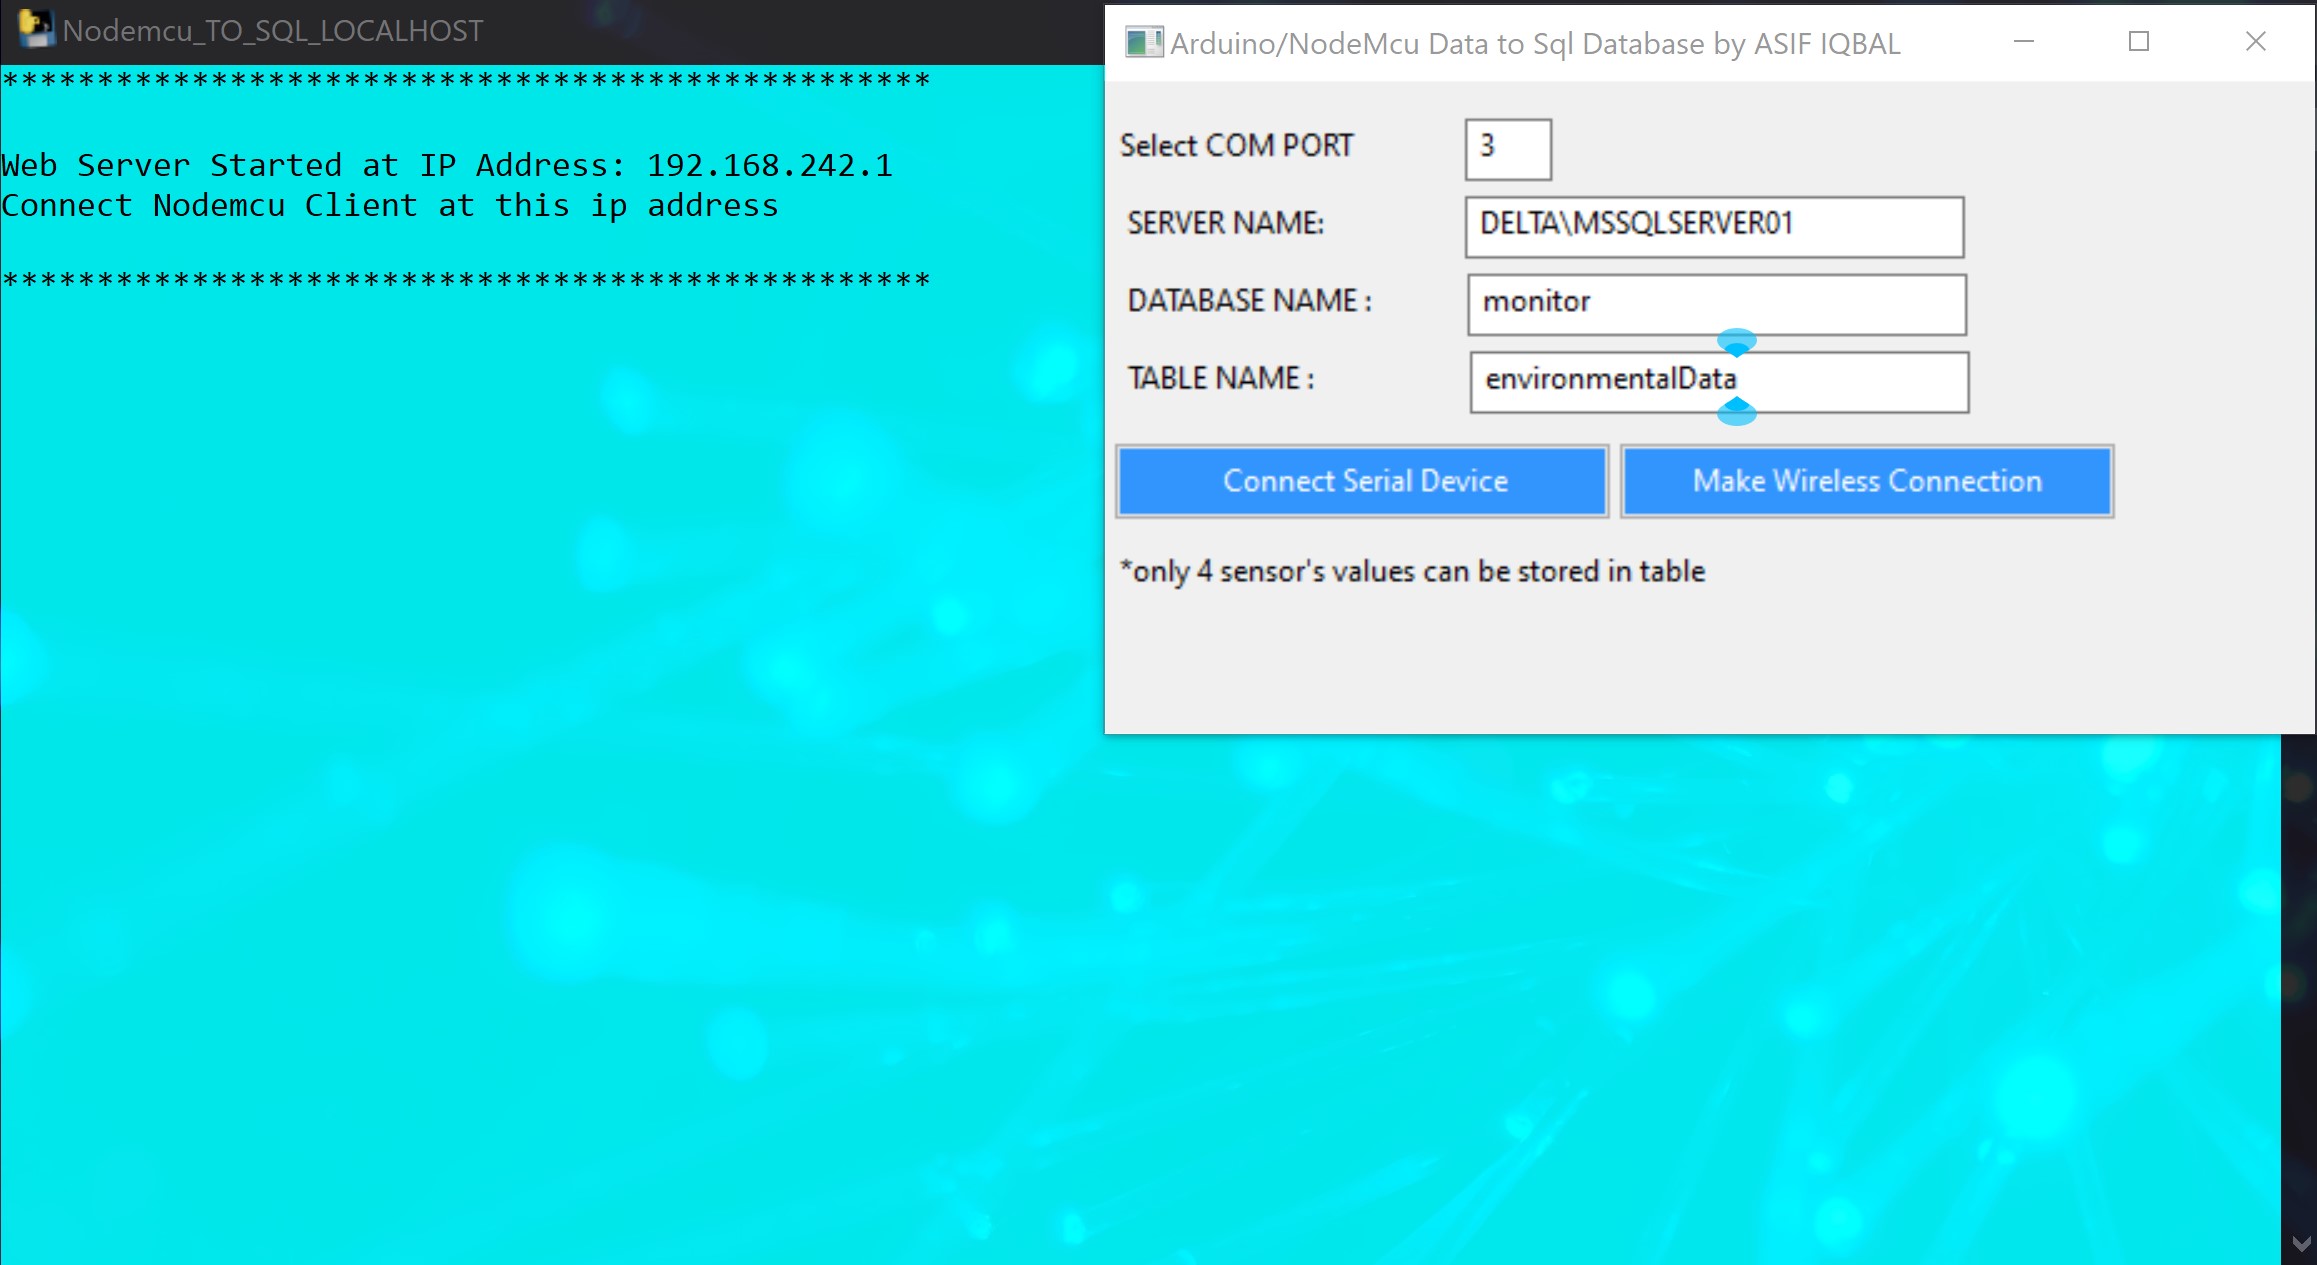 Nodemcu_TO_SQL_LOCALHOST
*************************************************
Web Server Started at IP Address: 192.168.242.1
Connect Nodemcu Client at this ip address
*************************************************
Arduino/NodeMcu Data to Sql Database by ASIF IQBAL
Select COM PORT 3
SERVER NAME: DELTA\MSSQLSERVER01
DATABASE NAME : monitor
TABLE NAME : environmentalData
Connect Serial Device Make Wireless Connection
*only 4 sensor's values can be stored in table